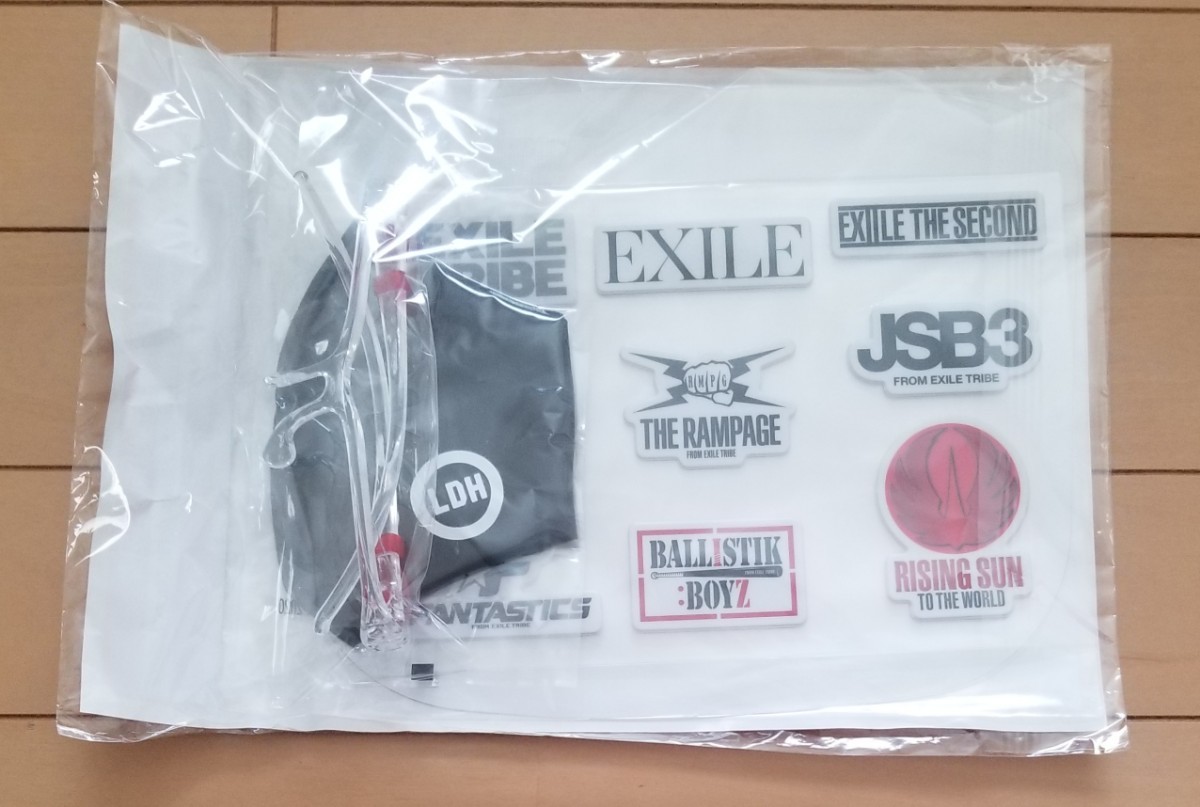 EXILE
TRIBE
EXILE
EXIILE THE SECOND
RMPG
THE RAMPAGE
FROM EXILE TRIBE
JSB3
FROM EXILE TRIBE
LDH
BALLISTIK
:BOYZ
RISING SUN
TO THE WORLD
FANTASTICS
FROM EXILE TRIBE